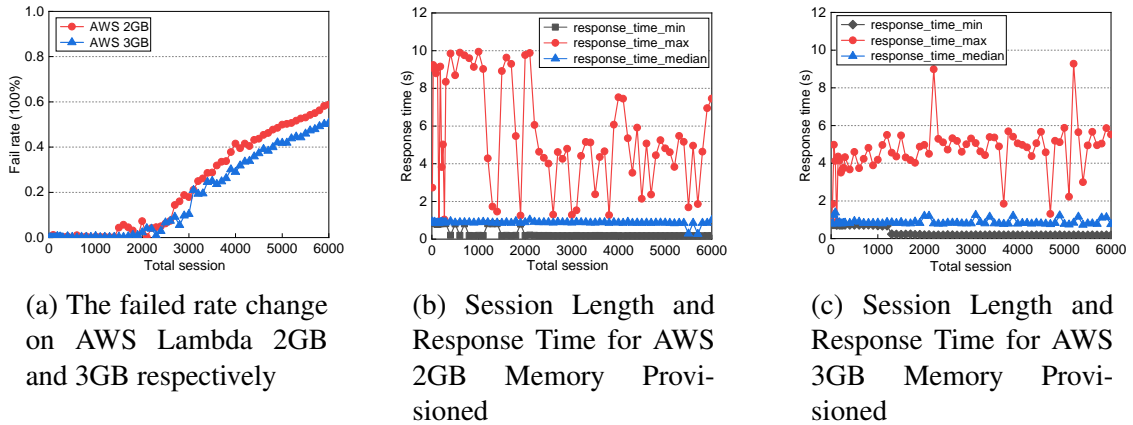 1.0
0.8
0.6
0.4
0.2
0.0
Fail rate (100%)
AWS 2GB
AWS 3GB
0 1000 2000 3000 4000 5000 6000
Total session
(a) The failed rate change
on AWS Lambda 2GB
and 3GB respectively
12
10
8
6
4
2
0
Response time (s)
response_time_min
response_time_max
response_time_median
0 1000 2000 3000 4000 5000 6000
Total session
(b) Session Length and
Response Time for AWS
2GB Memory Provi-
sioned
12
10
8
6
4
2
0
Response time (s)
response_time_min
response_time_max
response_time_median
0 1000 2000 3000 4000 5000 6000
Total session
(c) Session Length and
Response Time for AWS
3GB Memory Provi-
sioned